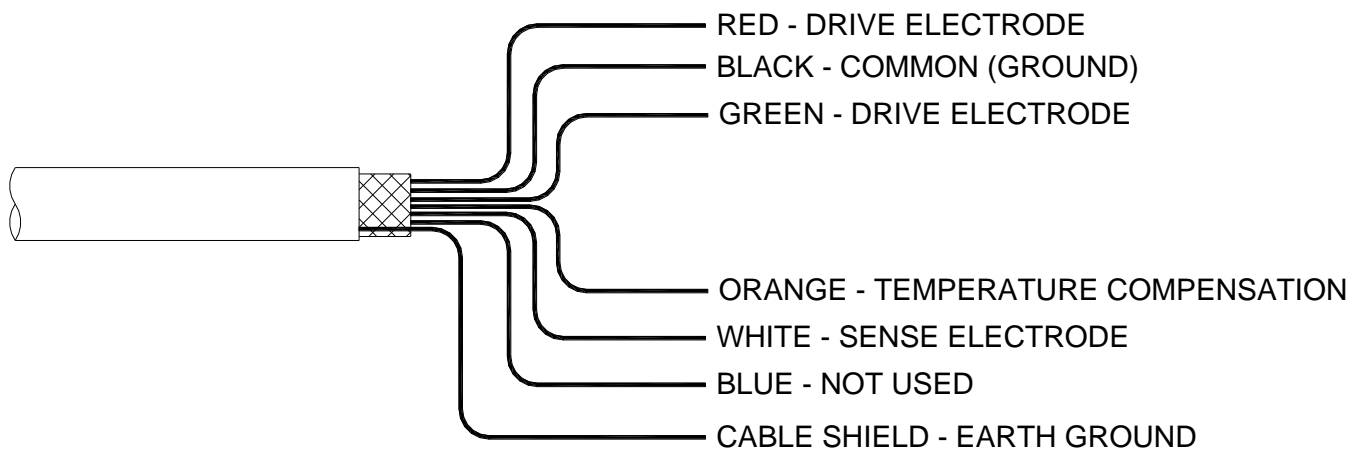 RED - DRIVE ELECTRODE
BLACK - COMMON (GROUND)
GREEN - DRIVE ELECTRODE
ORANGE - TEMPERATURE COMPENSATION
WHITE - SENSE ELECTRODE
BLUE - NOT USED
CABLE SHIELD - EARTH GROUND